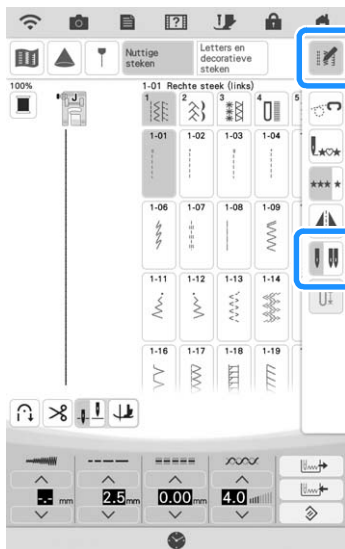 Nuttige
steken
Letters en
decoratieve
steken
100%
1-01 Rechte steek (links)
J
1 2 3 4 5
1-01 1-02 1-03 1-04
1-06 1-07 1-08 1-09
1-11 1-12 1-13 1-14
1-16 1-17 1-18 1-19
-.- mm 2.5 mm 0.00 mm 4.0